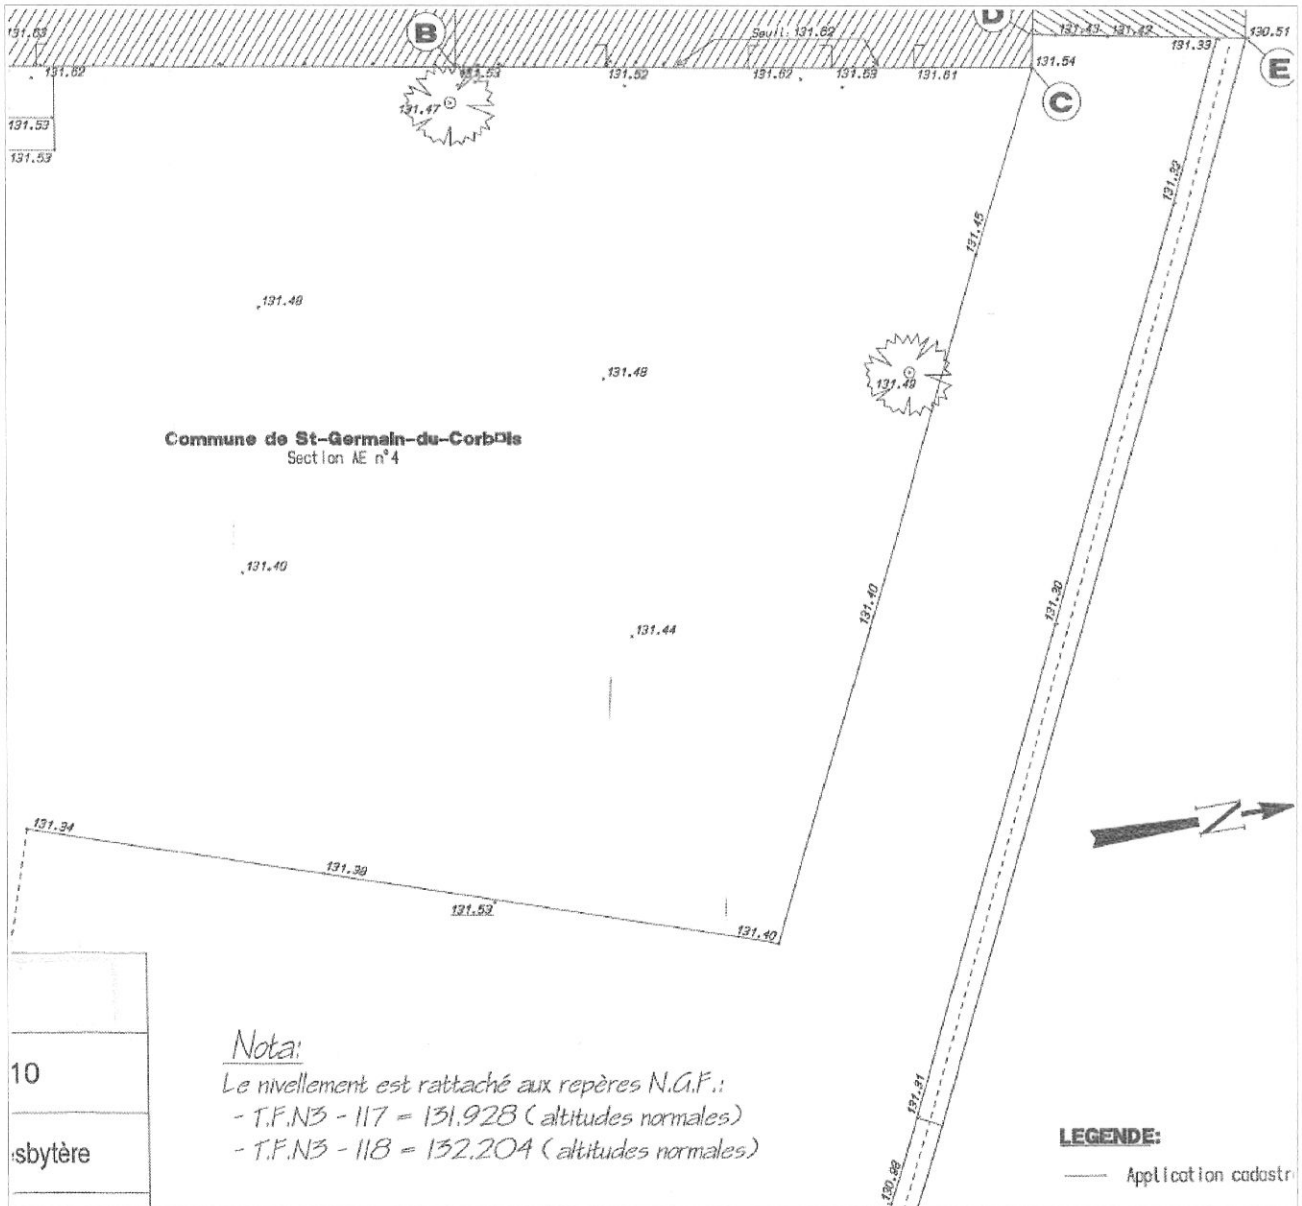 B
D
131.43 131.42
130.51
131.63
Seuil: 131.62
131.33
131.62
131.53
131.52
131.62
131.59
131.61
131.54
E
C
131.47
131.53
131.53
131.45
131.48
131.48
131.49
Commune de St-Germain-du-Corb□is
Section AE n°4
131.40
131.40
131.30
131.44
131.34
131.38
131.53
131.40
N
10
sbytère
Nota:
Le nivellement est rattaché aux repères N.G.F.:
- T.F.N3 - 117 = 131.928 ( altitudes normales)
- T.F.N3 - 118 = 132.204 ( altitudes normales)
131.31
LEGENDE:
Application cadastr